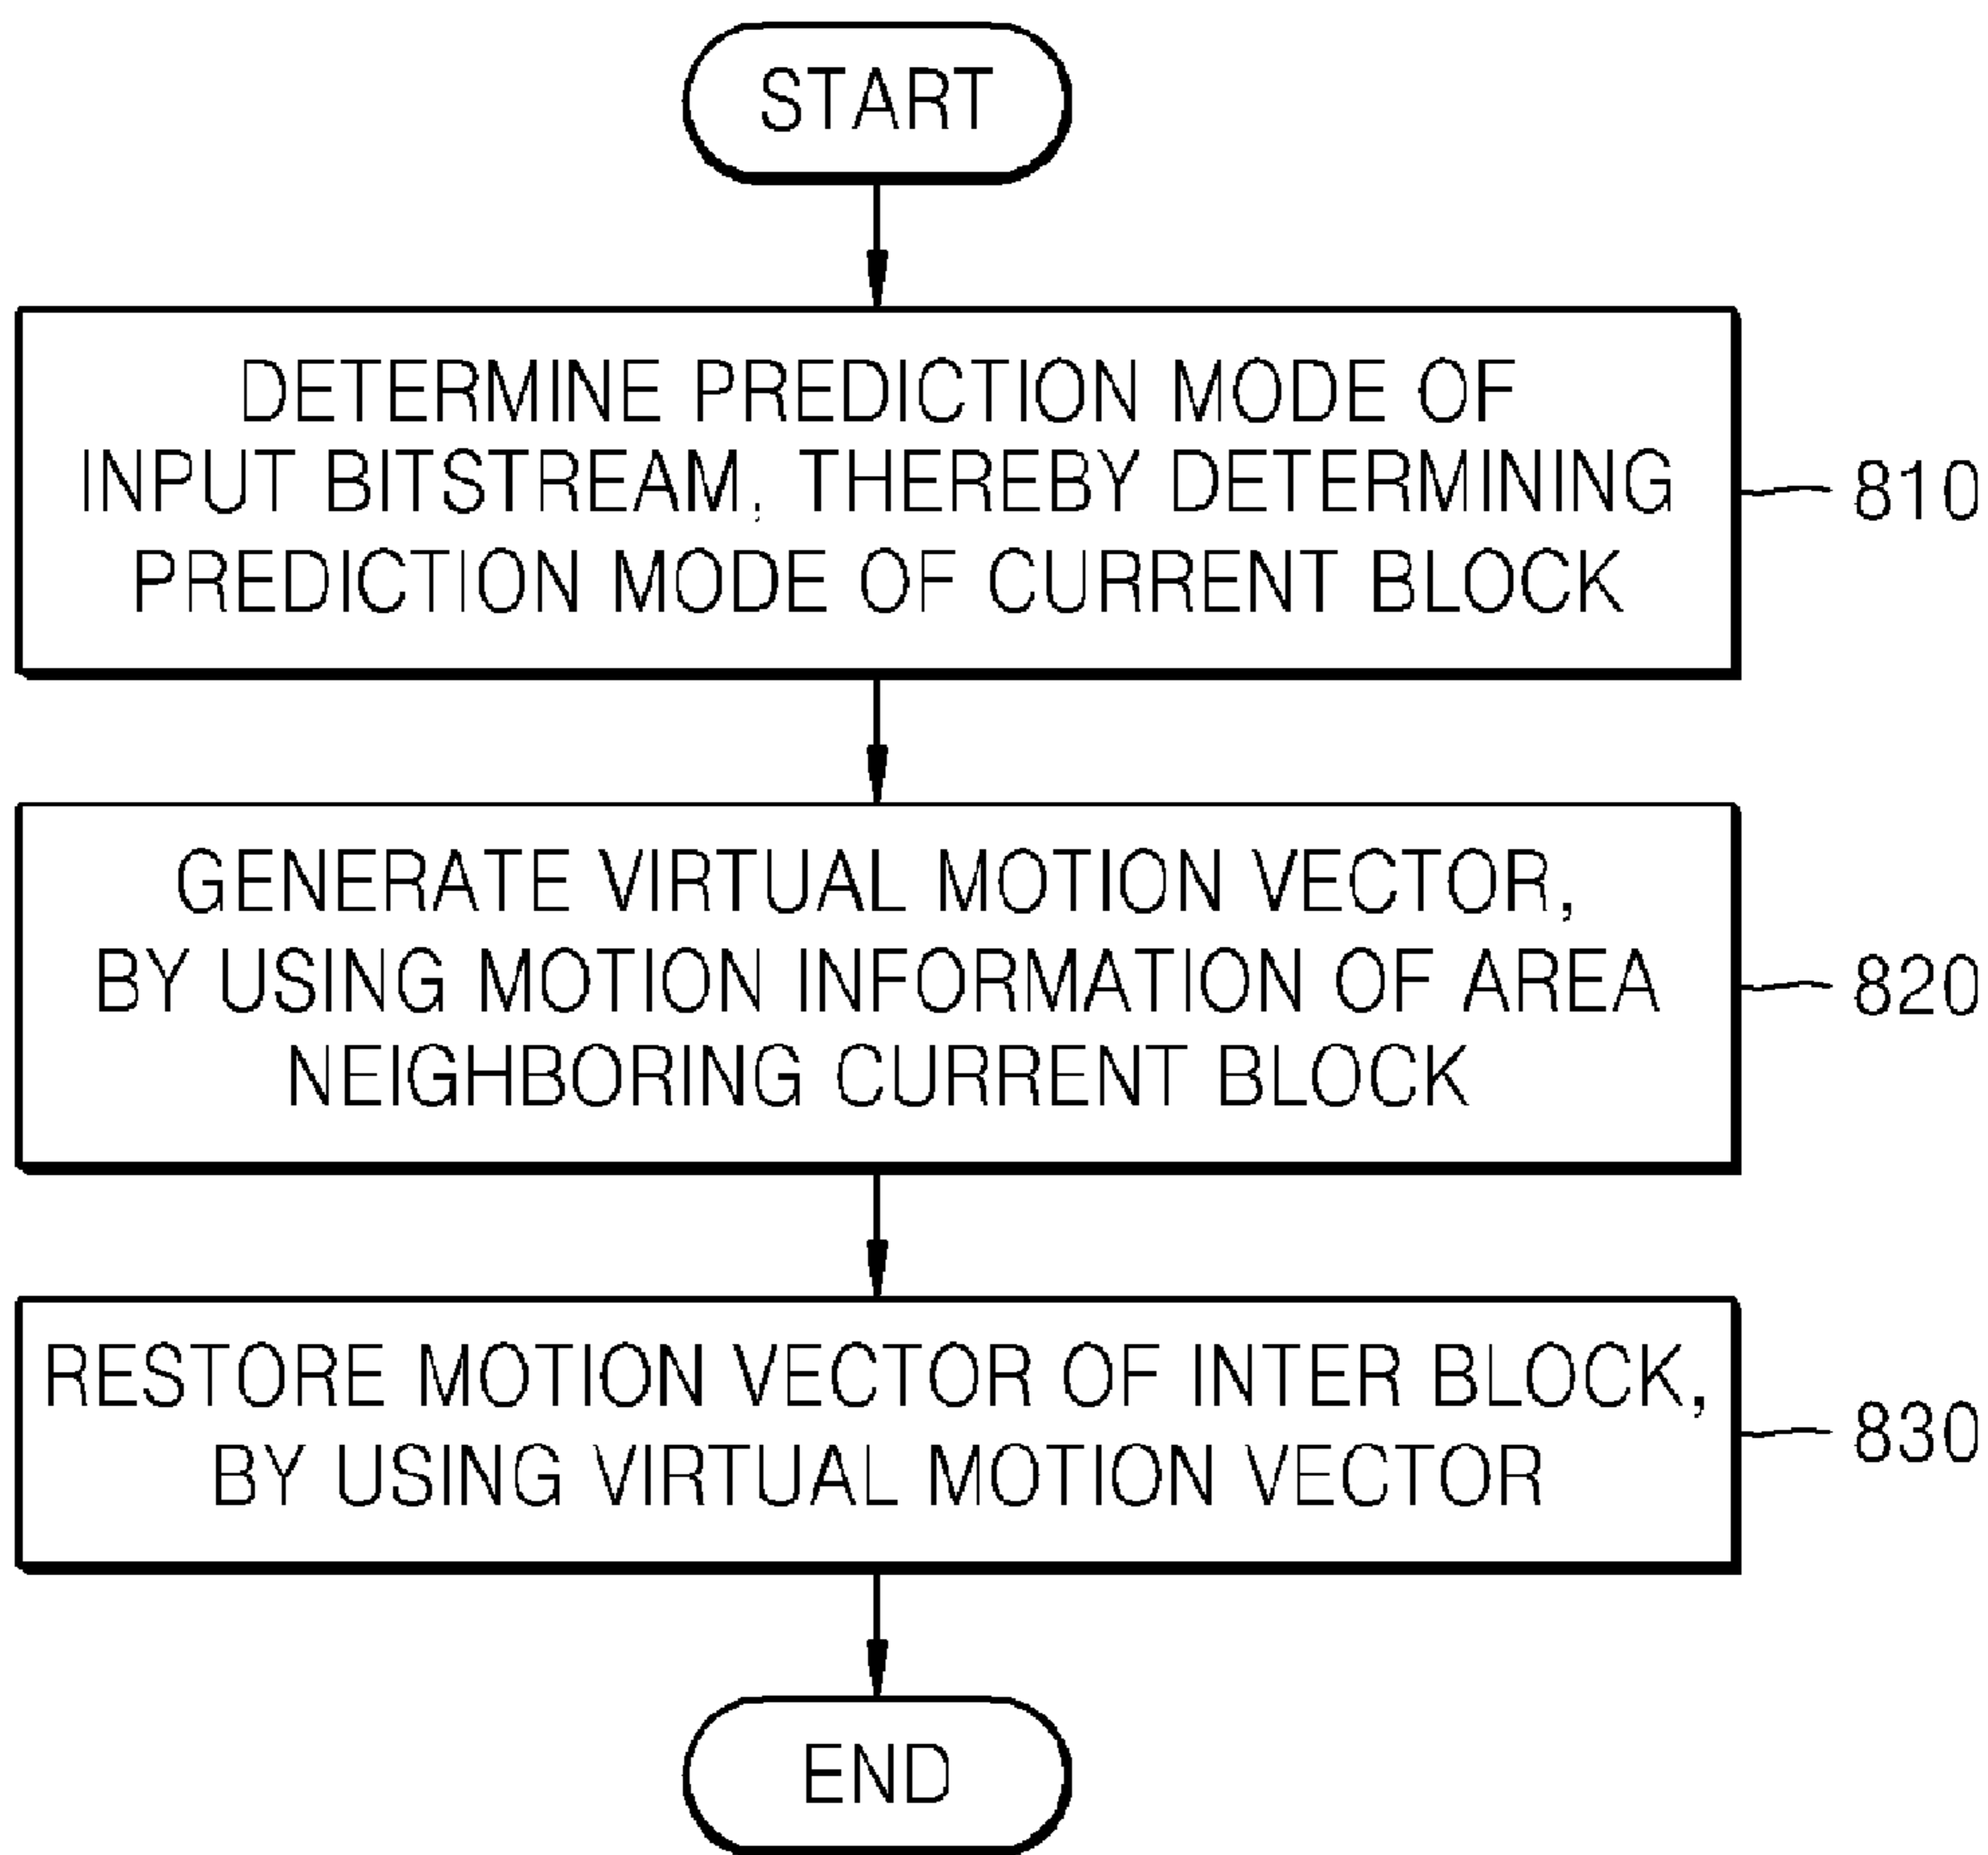 START
DETERMINE PREDICTION MODE OF
INPUT BITSTREAM, THEREBY DETERMINING
PREDICTION MODE OF CURRENT BLOCK
810
GENERATE VIRTUAL MOTION VECTOR,
BY USING MOTION INFORMATION OF AREA
NEIGHBORING CURRENT BLOCK
820
RESTORE MOTION VECTOR OF INTER BLOCK,
BY USING VIRTUAL MOTION VECTOR
830
END